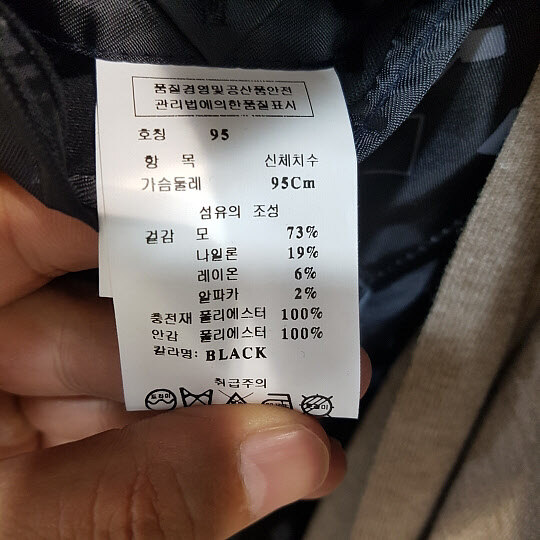 품질경영및공산품안전
관리법에의한품질표시
호칭 95
항 목 신체치수
가슴둘레 95Cm
섬유의 조성
겉감 모 73%
나일론 19%
레이온 6%
알파카 2%
충전재 폴리에스터 100%
안감 폴리에스터 100%
칼라명: BLACK
취급주의
드라이